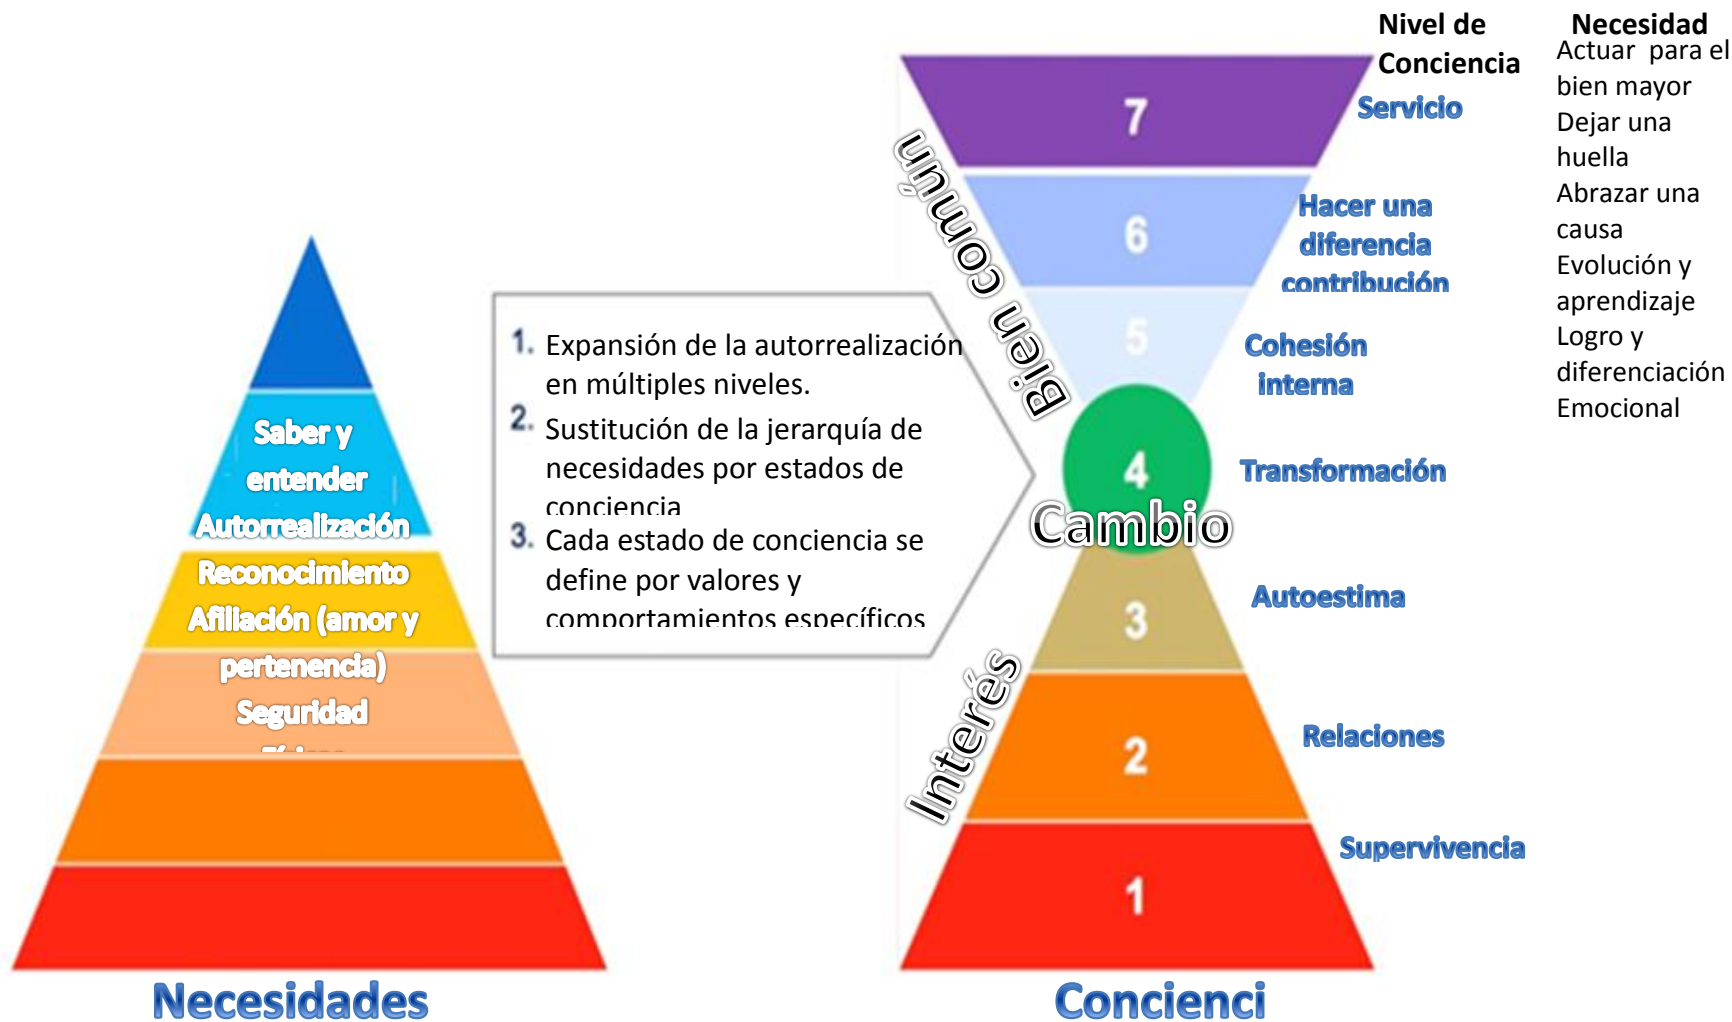 Saber y
entender
Autorrealización
Reconocimiento
Afiliación (amor y
pertenencia)
Seguridad
Necesidades
1. Expansión de la autorrealización
en múltiples niveles.
2. Sustitución de la jerarquía de
necesidades por estados de
conciencia
3. Cada estado de conciencia se
define por valores y
comportamientos específicos
Bien común
Cambio
Interés
7
6
5
4
3
2
1
Concienci
Nivel de
Conciencia
Servicio
Hacer una
diferencia
contribución
Cohesión
interna
Transformación
Autoestima
Relaciones
Supervivencia
Necesidad
Actuar para el
bien mayor
Dejar una
huella
Abrazar una
causa
Evolución y
aprendizaje
Logro y
diferenciación
Emocional